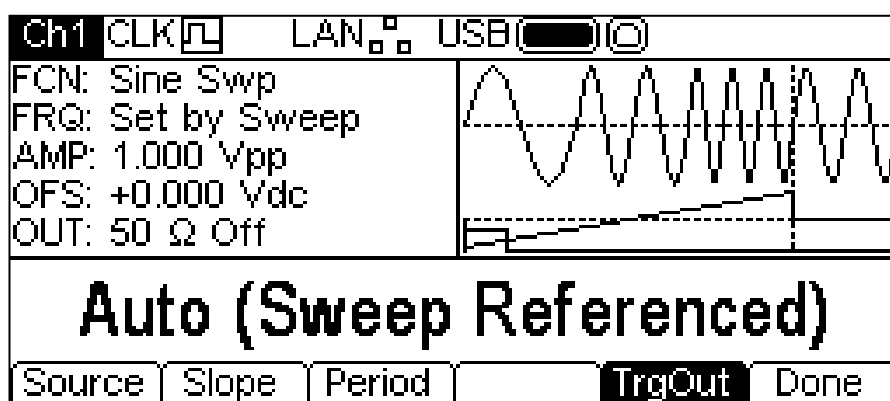 Ch1 CLK LAN USB
FCN: Sine Swp
FRQ: Set by Sweep
AMP: 1.000 Vpp
OFS: +0.000 Vdc
OUT: 50 Ω Off
Auto (Sweep Referenced)
Source Slope Period TrgOut Done